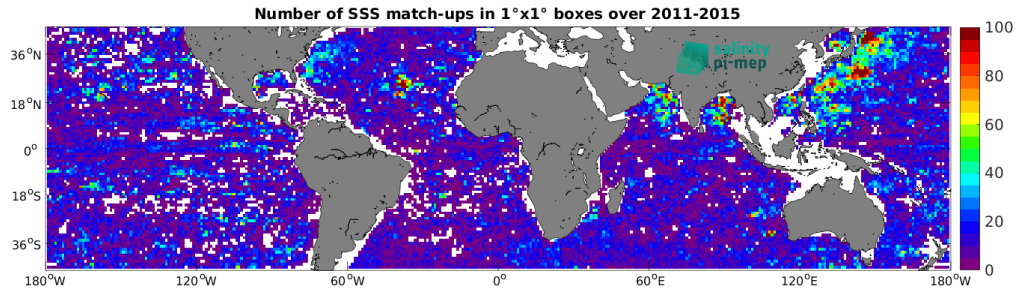 Number of SSS match-ups in 1°x1° boxes over 2011-2015
salinity
pi-mep
36°N
18°N
0°
18°S
36°S
180°W
120°W
60°W
0°
60°E
120°E
180°W
100
80
60
40
20
0